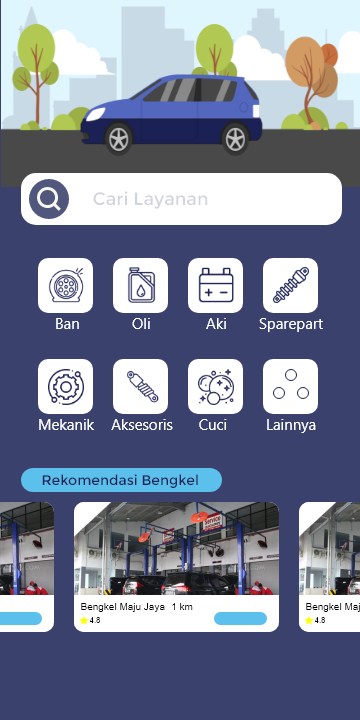 Cari Layanan
Ban Oli Aki Sparepart
Mekanik Aksesoris Cuci Lainnya
Rekomendasi Bengkel
Bengkel Maju Jaya 1 km Bengkel Maj
4.8 4.8